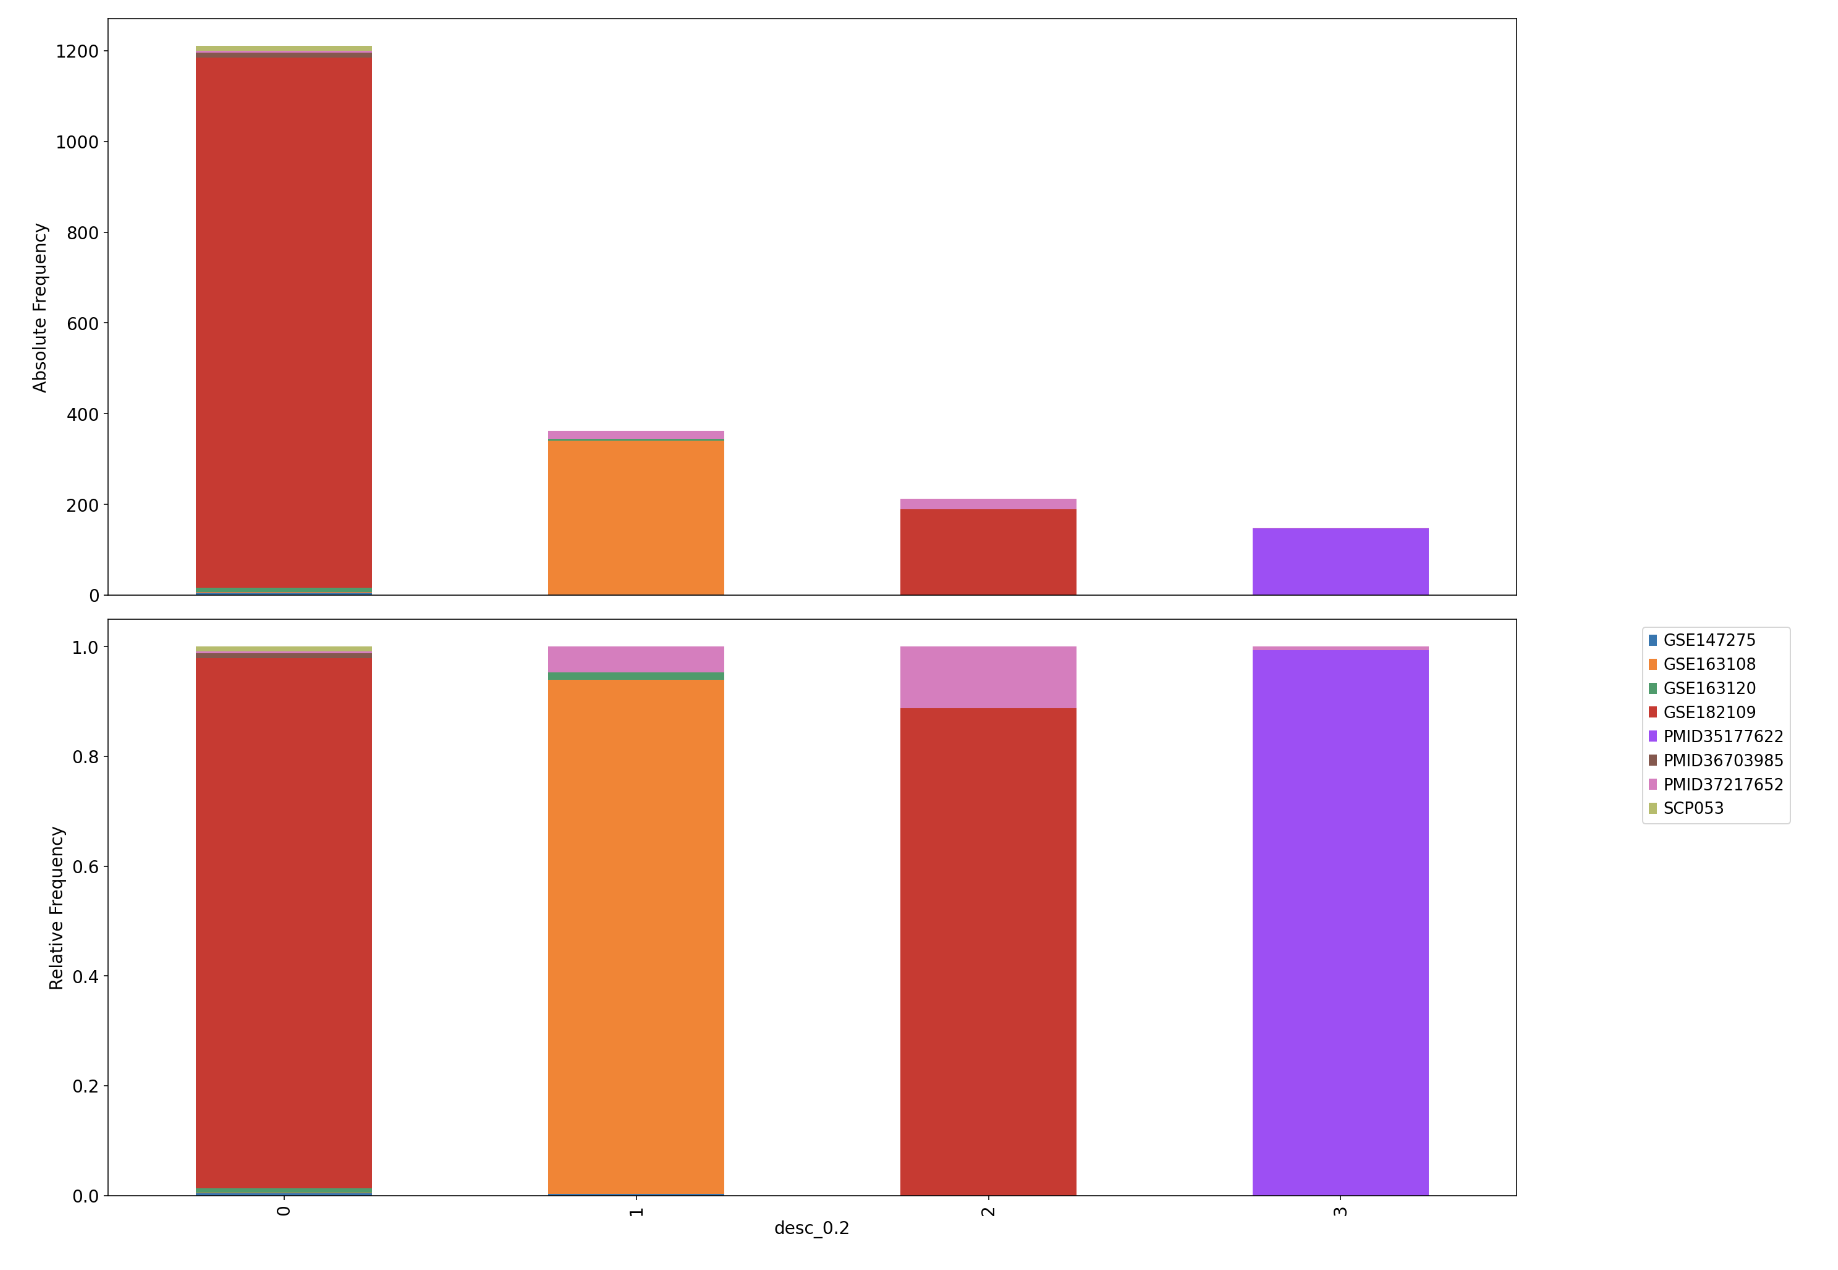 1200
1000
800
600
400
200
0
Absolute Frequency
1.0
0.8
0.6
0.4
0.2
0.0
Relative Frequency
0
1
2
3
desc_0.2
GSE147275
GSE163108
GSE163120
GSE182109
PMID35177622
PMID36703985
PMID37217652
SCP053